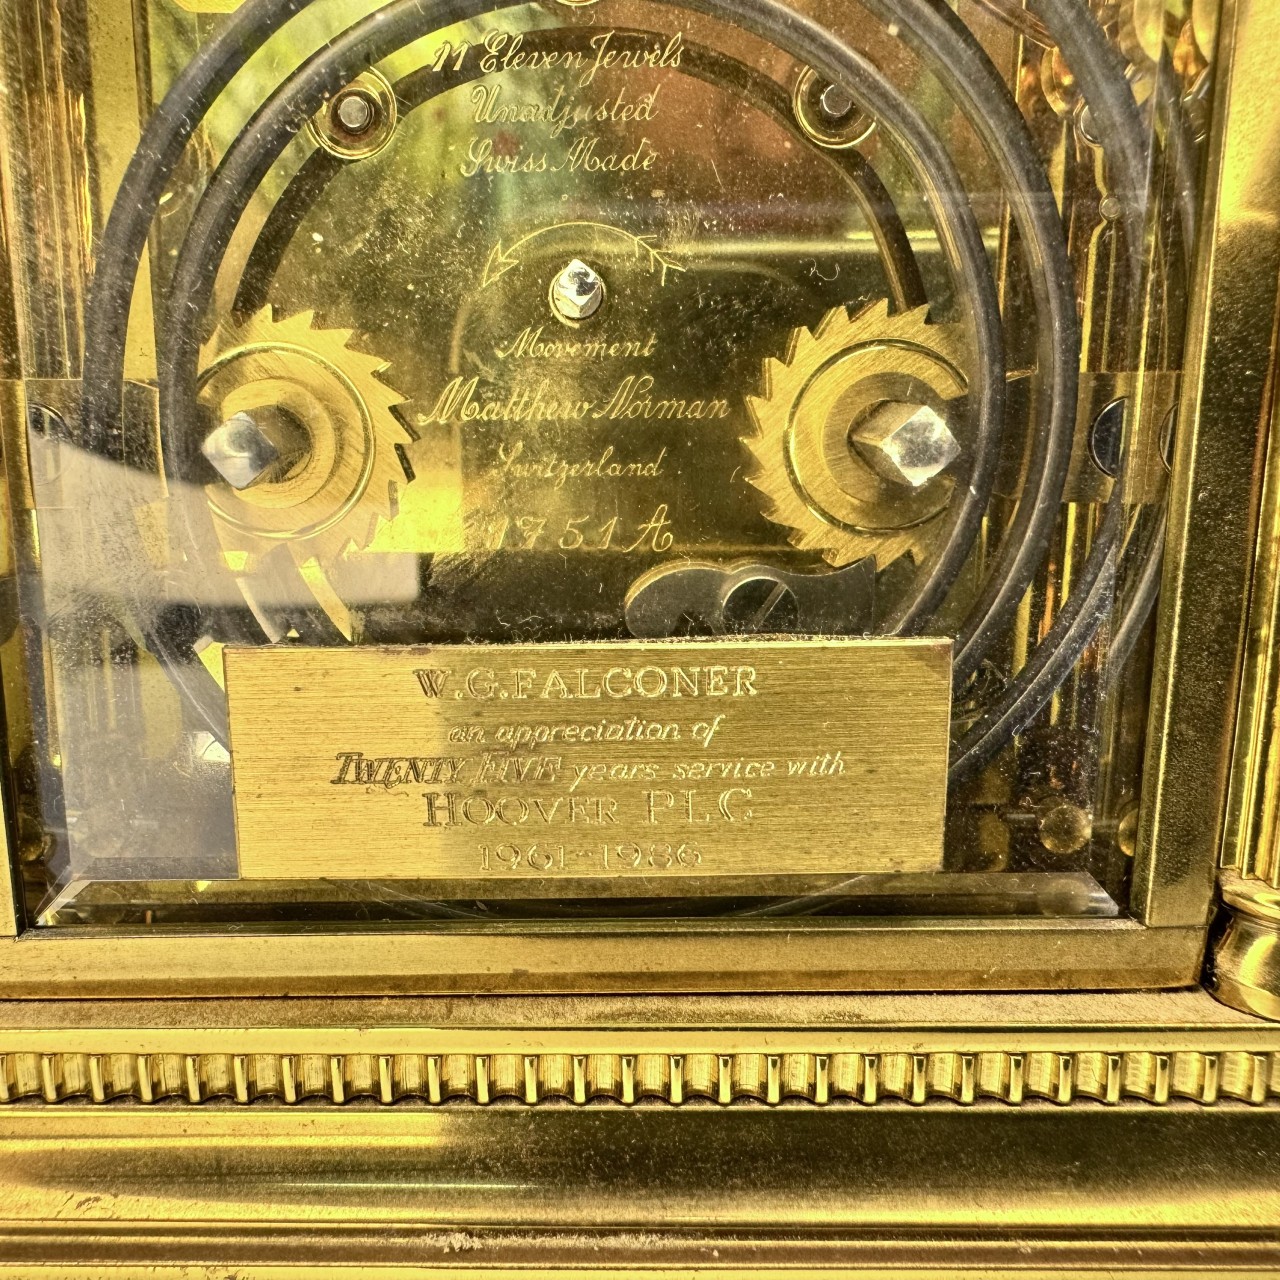 11 Eleven Jewels
Unadjusted
Swiss Made
Movement
Matthew Norman
Switzerland
1751A
W.G.FALCONER
an appreciation of
TWENTY FIVE years service with
HOOVER PLC
1961-1986